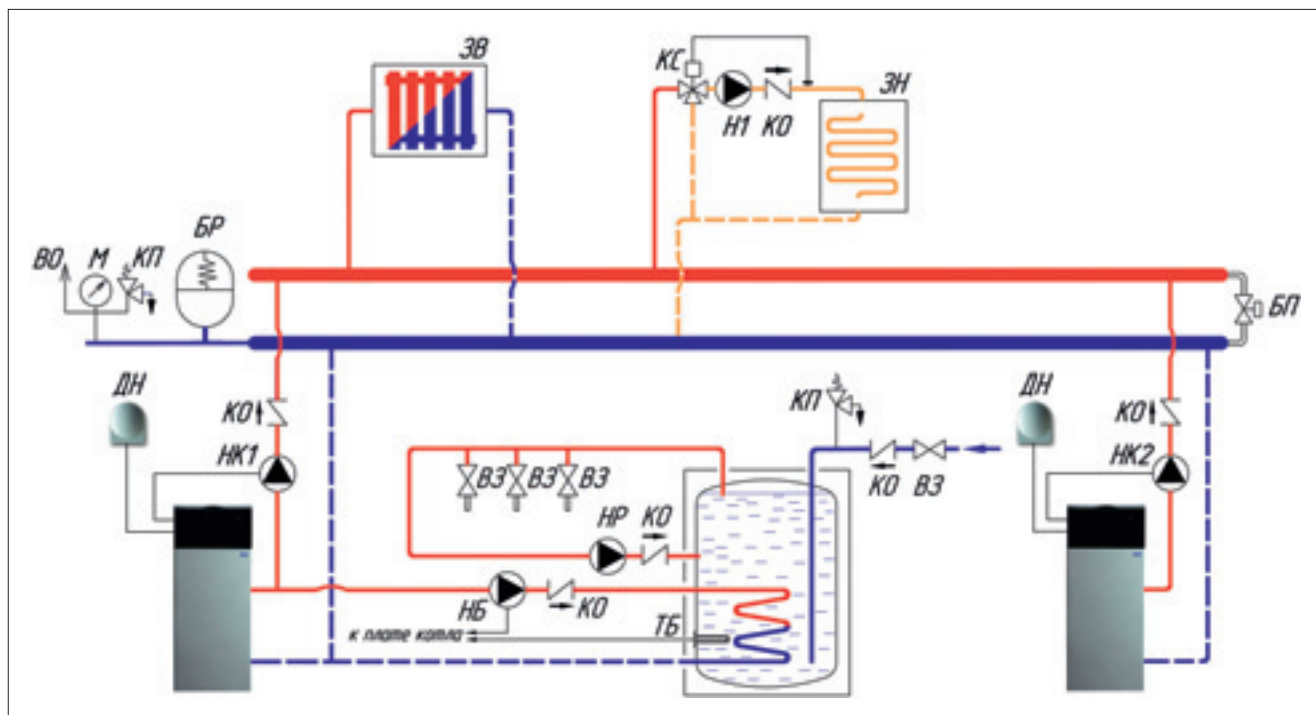 ЗВ
КС
Н1
КО
ЗН
ВО
М
КП
БР
БП
ДН
КО
НК1
КП
ДН
КО
НК2
ВЗ
ВЗ
ВЗ
КО
ВЗ
НР
КО
НБ
КО
к плате котла
ТБ